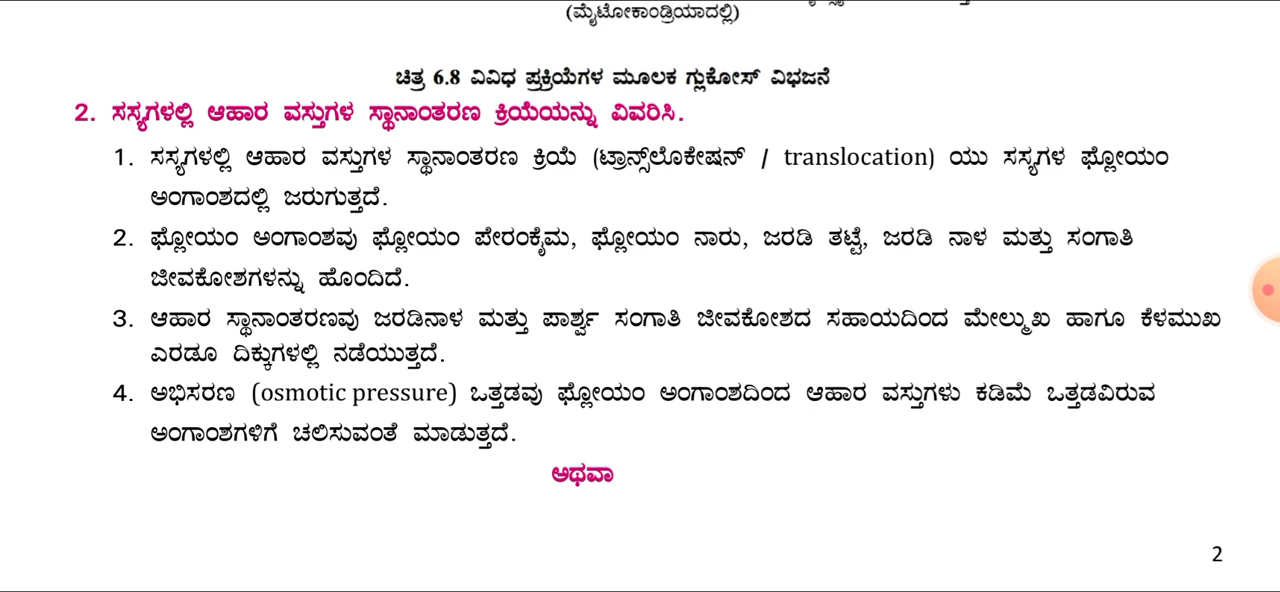 (ಮೈಟೋಕಾಂಡ್ರಿಯಾದಲ್ಲಿ)
ಚಿತ್ರ 6.8 ವಿವಿಧ ಪ್ರಕ್ರಿಯೆಗಳ ಮೂಲಕ ಗ್ಲುಕೋಸ್ ವಿಭಜನೆ
2. ಸಸ್ಯಗಳಲ್ಲಿ ಆಹಾರ ವಸ್ತುಗಳ ಸ್ಥಾನಾಂತರಣ ಕ್ರಿಯೆಯನ್ನು ವಿವರಿಸಿ.
1. ಸಸ್ಯಗಳಲ್ಲಿ ಆಹಾರ ವಸ್ತುಗಳ ಸ್ಥಾನಾಂತರಣ ಕ್ರಿಯೆ (ಟ್ರಾನ್ಸ್‌ಲೊಕೇಷನ್ / translocation) ಯು ಸಸ್ಯಗಳ ಫ್ಲೋಯಂ
ಅಂಗಾಂಶದಲ್ಲಿ ಜರುಗುತ್ತದೆ.
2. ಫ್ಲೋಯಂ ಅಂಗಾಂಶವು ಫ್ಲೋಯಂ ಪೇರಂಕೈಮ, ಫ್ಲೋಯಂ ನಾರು, ಜರಡಿ ತಟ್ಟೆ, ಜರಡಿ ನಾಳ ಮತ್ತು ಸಂಗಾತಿ
ಜೀವಕೋಶಗಳನ್ನು ಹೊಂದಿದೆ.
3. ಆಹಾರ ಸ್ಥಾನಾಂತರಣವು ಜರಡಿನಾಳ ಮತ್ತು ಪಾರ್ಶ್ವ ಸಂಗಾತಿ ಜೀವಕೋಶದ ಸಹಾಯದಿಂದ ಮೇಲ್ಮುಖ ಹಾಗೂ ಕೆಳಮುಖ
ಎರಡೂ ದಿಕ್ಕುಗಳಲ್ಲಿ ನಡೆಯುತ್ತದೆ.
4. ಅಭಿಸರಣ (osmotic pressure) ಒತ್ತಡವು ಫ್ಲೋಯಂ ಅಂಗಾಂಶದಿಂದ ಆಹಾರ ವಸ್ತುಗಳು ಕಡಿಮೆ ಒತ್ತಡವಿರುವ
ಅಂಗಾಂಶಗಳಿಗೆ ಚಲಿಸುವಂತೆ ಮಾಡುತ್ತದೆ.
ಅಥವಾ
2